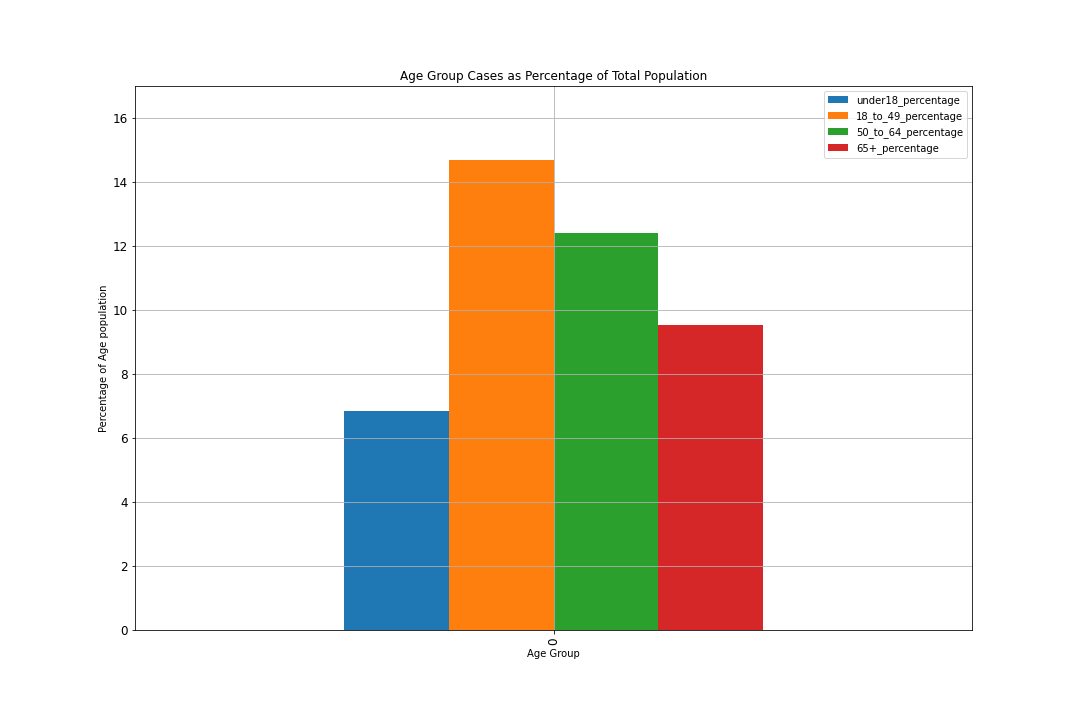 Age Group Cases as Percentage of Total Population
under18_percentage
18_to_49_percentage
50_to_64_percentage
65+_percentage
Percentage of Age population
16
14
12
10
8
6
4
2
0
0
Age Group